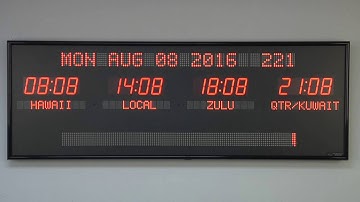 MON AUG 08 2016 221
08:08 14:08 18:08 21:08
HAWAII LOCAL ZULU QTR/KUWAIT